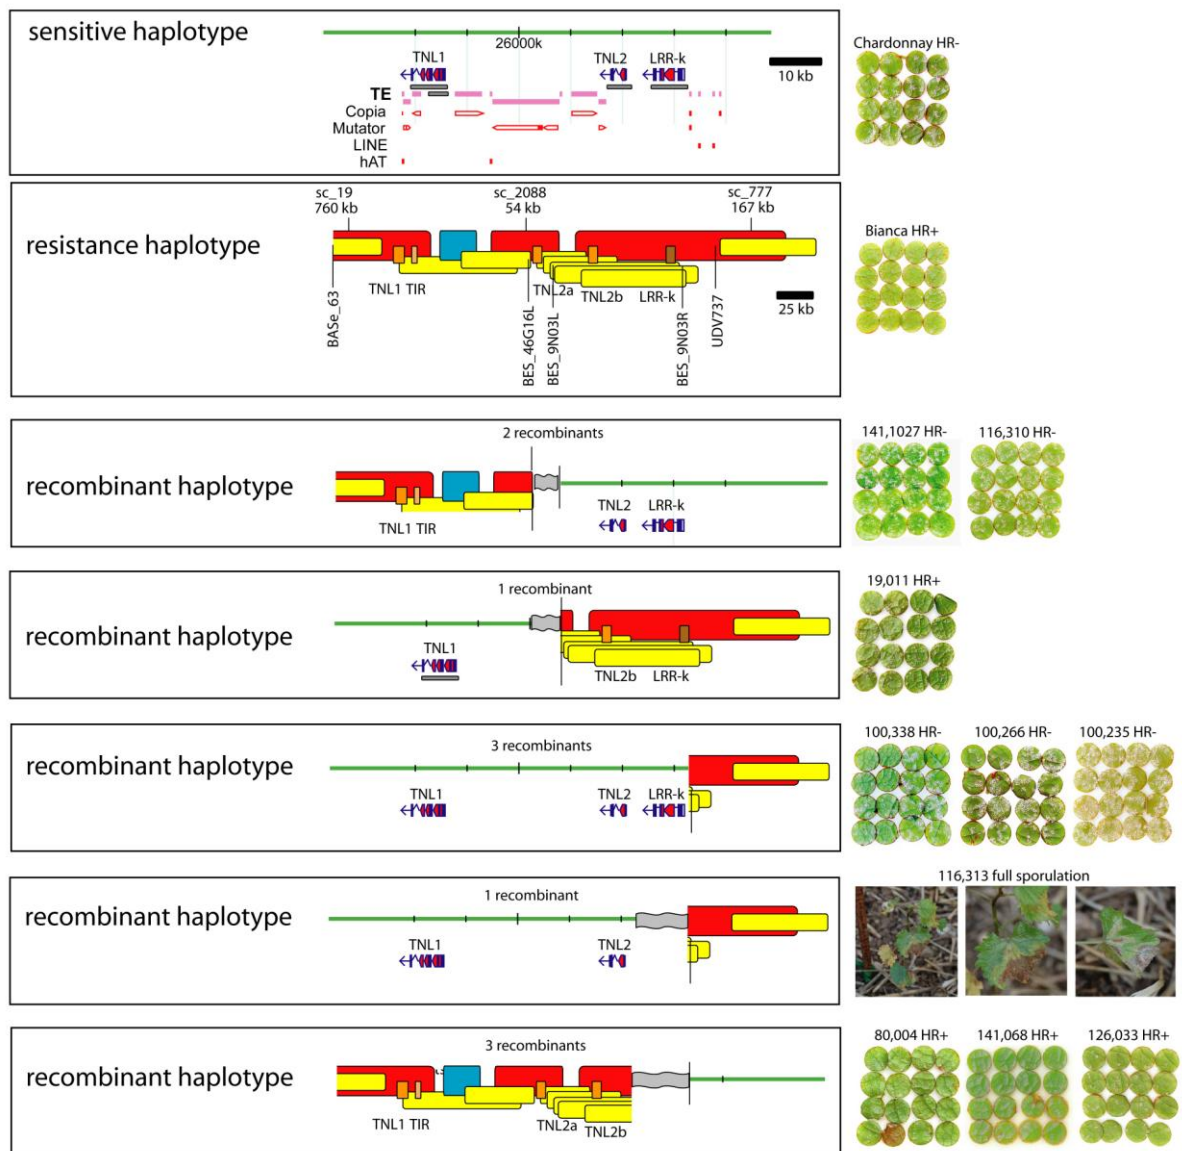 sensitive haplotype
26000k
TNL1
TNL2
LRR-k
10 kb
TE
Copia
Mutator
LINE
hAT
Chardonnay HR-
resistance haplotype
sc_19
760 kb
sc_2088
54 kb
sc_777
167 kb
TNL1 TIR
TNL2a
TNL2b
LRR-k
25 kb
BASe_63
BES_46G16L
BES_9N03L
BES_9N03R
UDV737
Bianca HR+
recombinant haplotype
2 recombinants
TNL1 TIR
TNL2
LRR-k
141,1027 HR-
116,310 HR-
recombinant haplotype
1 recombinant
TNL1
TNL2b
LRR-k
19,011 HR+
recombinant haplotype
3 recombinants
TNL1
TNL2
LRR-k
100,338 HR-
100,266 HR-
100,235 HR-
recombinant haplotype
1 recombinant
TNL1
TNL2
116,313 full sporulation
recombinant haplotype
3 recombinants
TNL1 TIR
TNL2a
TNL2b
80,004 HR+
141,068 HR+
126,033 HR+